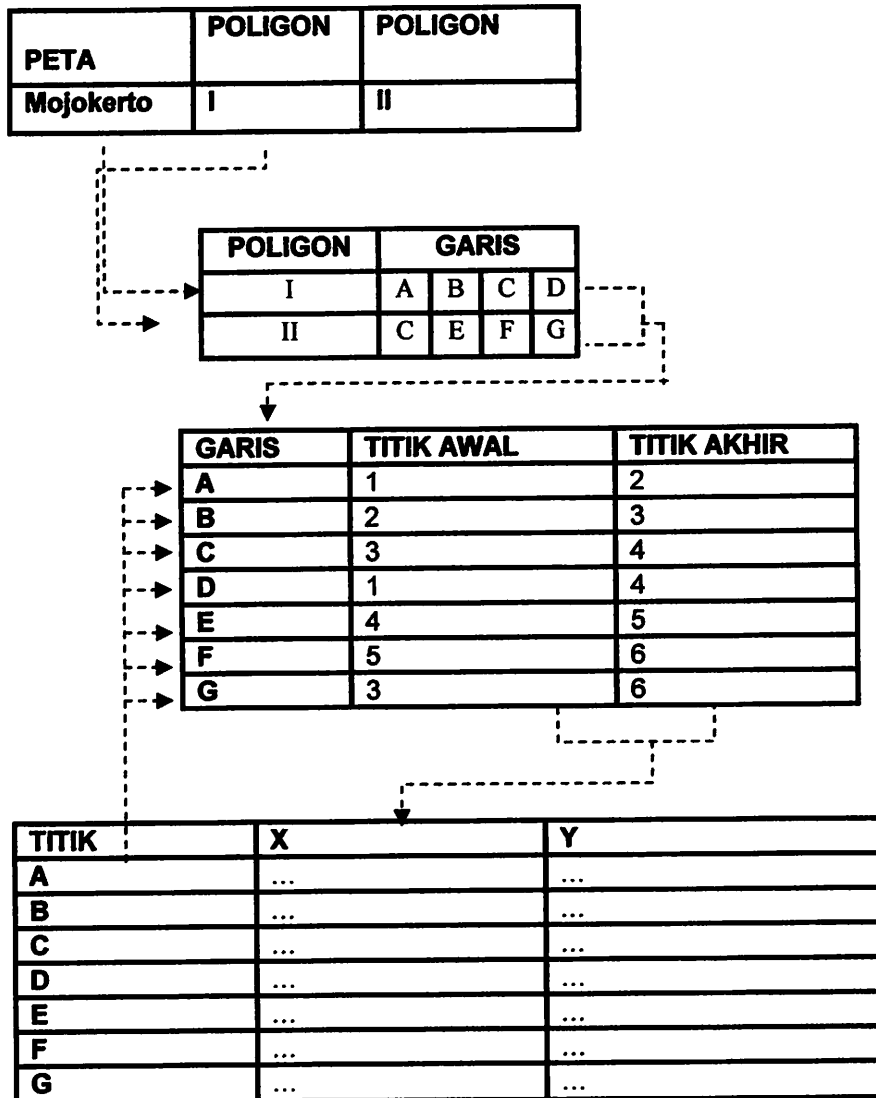 PETA POLIGON POLIGON
Mojokerto I II
POLIGON GARIS
I A B C D
II C E F G
GARIS TITIK AWAL TITIK AKHIR
A 1 2
B 2 3
C 3 4
D 1 4
E 4 5
F 5 6
G 3 6
TITIK X Y
A ... ...
B ... ...
C ... ...
D ... ...
E ... ...
F ... ...
G ... ...